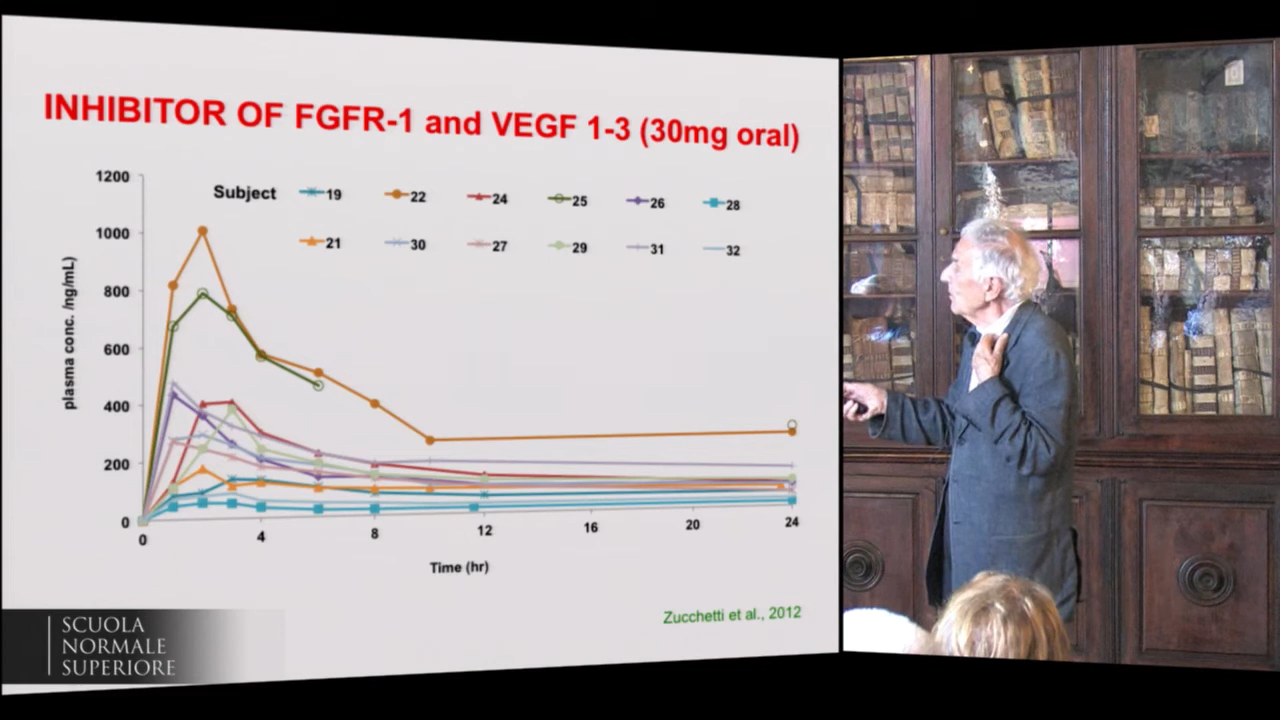 INHIBITOR OF FGFR-1 and VEGF 1-3 (30mg oral)
Subject 19 22 24 25 26 28
21 30 27 29 31 32
1200
1000
800
600
400
200
0
plasma conc. /ng/mL)
0 4 8 12 16 20 24
Time (hr)
Zucchetti et al., 2012
SCUOLA
NORMALE
SUPERIORE